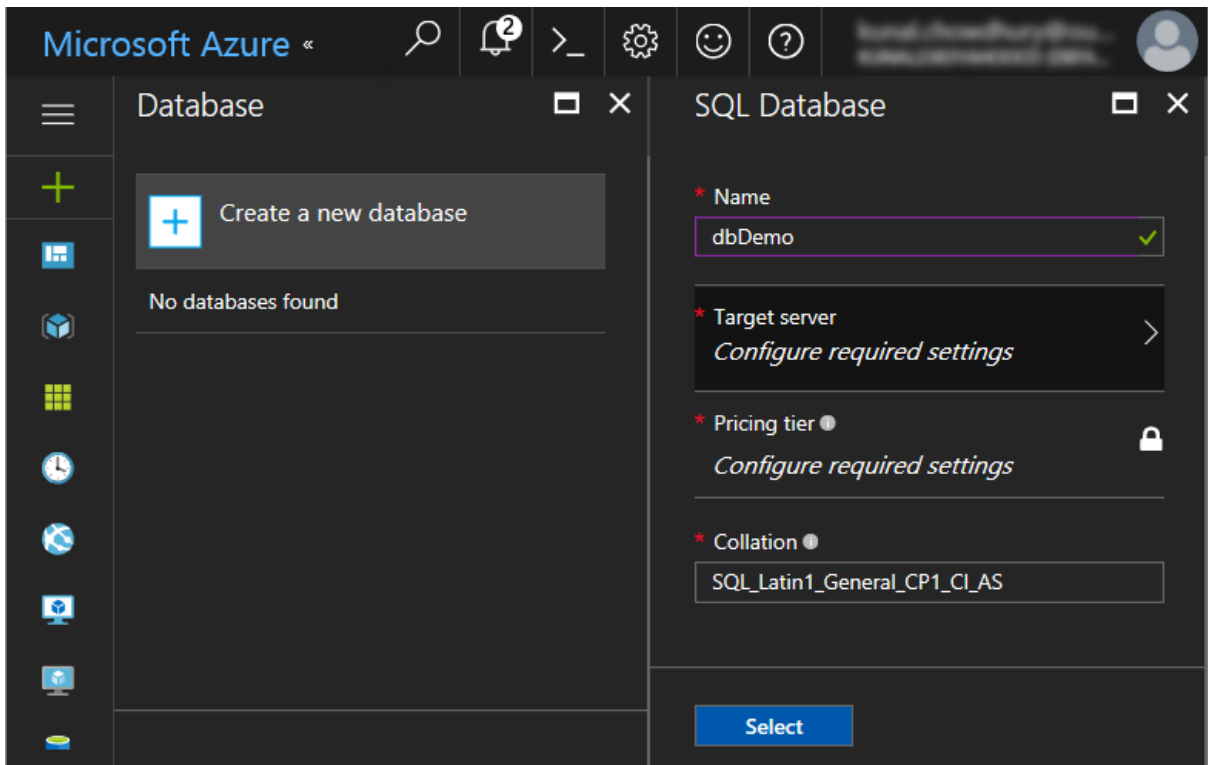 Microsoft Azure «
2
>_
?
Database
SQL Database
Create a new database
No databases found
* Name
dbDemo
* Target server
Configure required settings
* Pricing tier
Configure required settings
* Collation
SQL_Latin1_General_CP1_CI_AS
Select